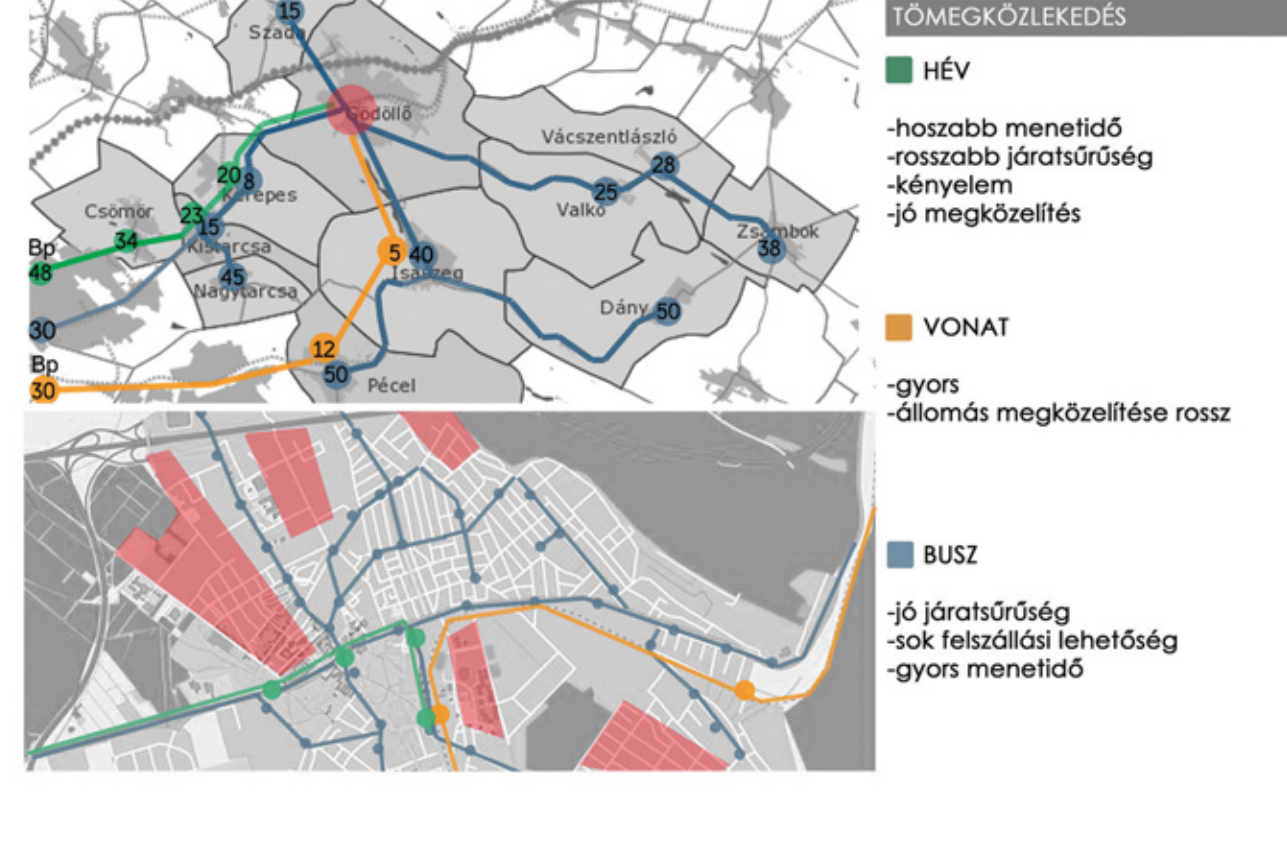 TÖMEGKÖZLEKEDÉS
15
Szada
Gödöllő
20
8
Kerepes
Csömör
23
15
34
Kistarcsa
Bp
48
45
Nagytarcsa
30
Bp
30
5
40
Isaszeg
12
50
Pécel
Vácszentlászló
28
25
Valkó
Zsámbok
38
Dány
50
HÉV
-hoszabb menetidő
-rosszabb járatsűrűség
-kényelem
-jó megközelítés
VONAT
-gyors
-állomás megközelítése rossz
BUSZ
-jó járatsűrűség
-sok felszállási lehetőség
-gyors menetidő